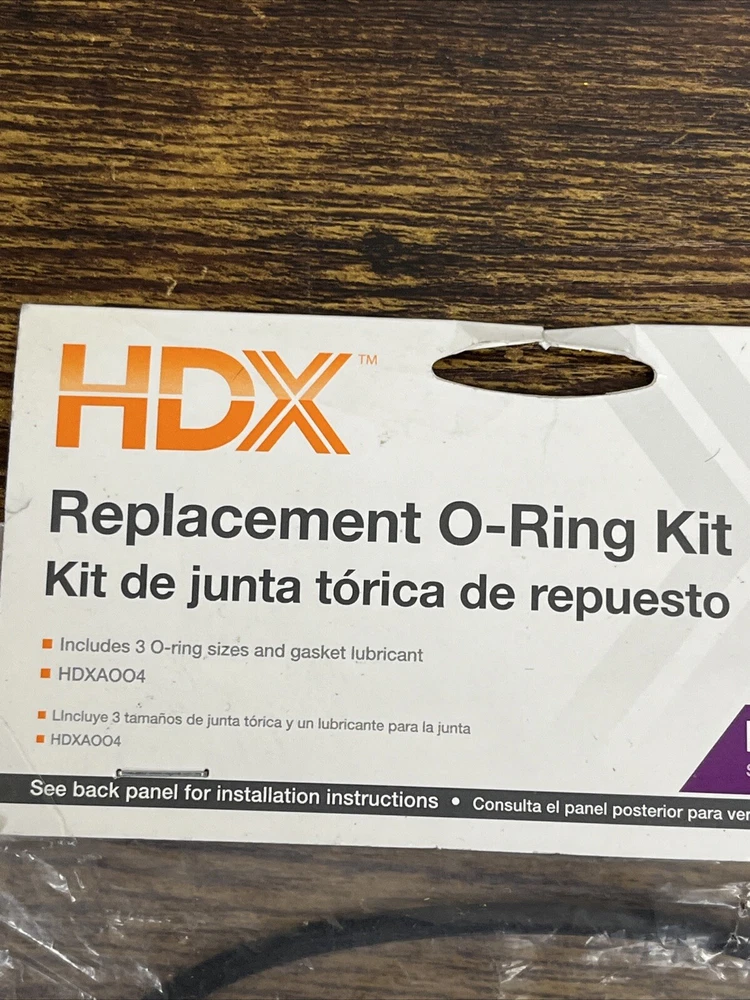 HDX™
Replacement O-Ring Kit
Kit de junta tórica de repuesto
Includes 3 O-ring sizes and gasket lubricant
HDXAOO4
LIncluye 3 tamaños de junta tórica y un lubricante para la junta
HDXAOO4
See back panel for installation instructions • Consulta el panel posterior para ver